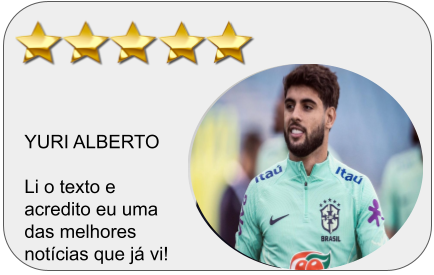 YURI ALBERTO
Li o texto e
acredito eu uma
das melhores
notícias que já vi!
Itaú
Itaú
BRASIL